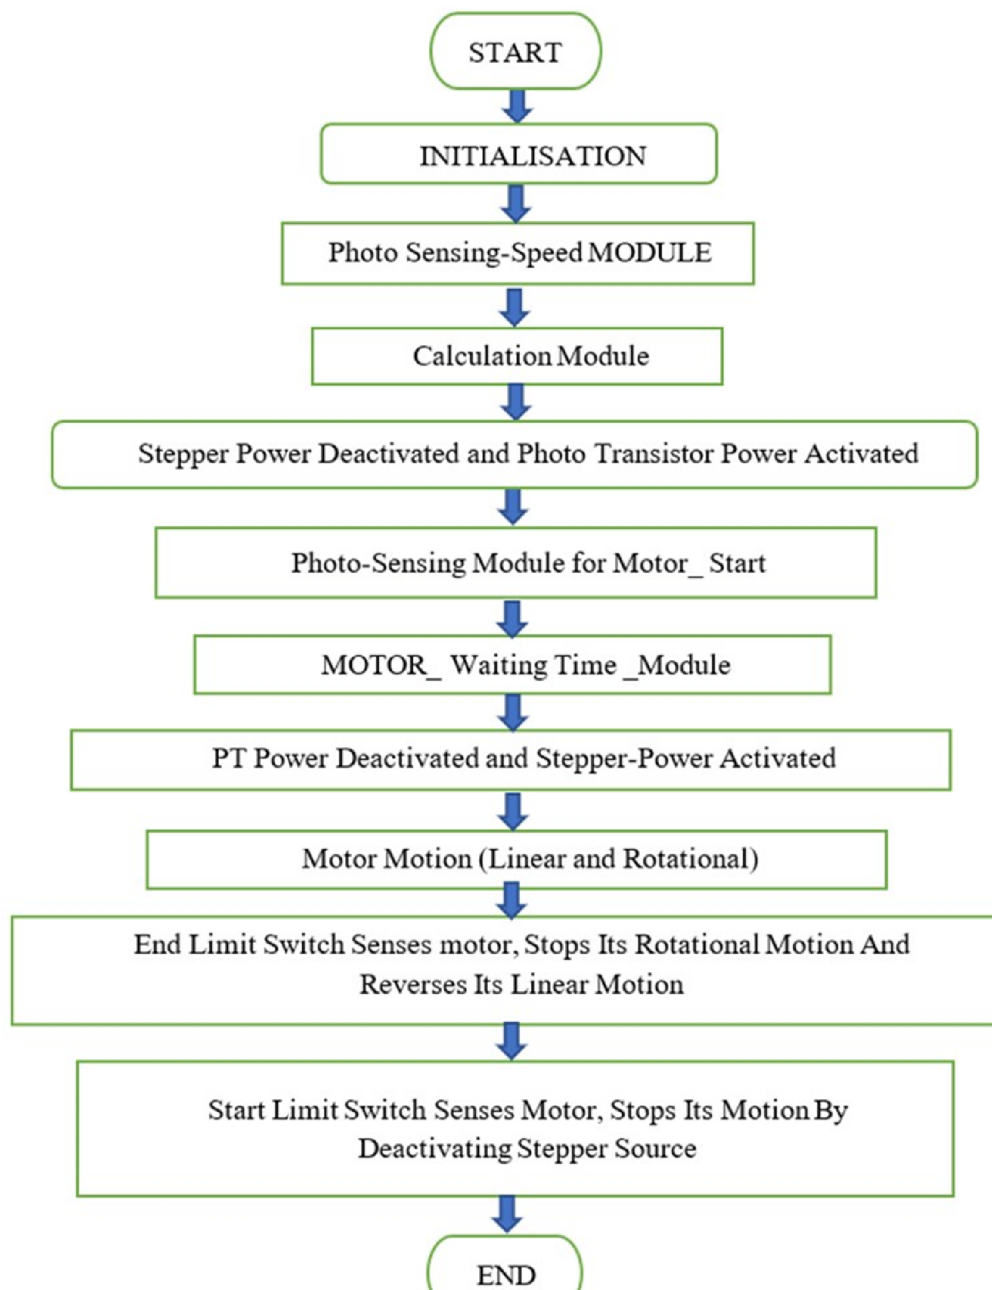 START
INITIALISATION
Photo Sensing-Speed MODULE
Calculation Module
Stepper Power Deactivated and Photo Transistor Power Activated
Photo-Sensing Module for Motor_ Start
MOTOR_ Waiting Time _Module
PT Power Deactivated and Stepper-Power Activated
Motor Motion (Linear and Rotational)
End Limit Switch Senses motor, Stops Its Rotational Motion And
Reverses Its Linear Motion
Start Limit Switch Senses Motor, Stops Its Motion By
Deactivating Stepper Source
END